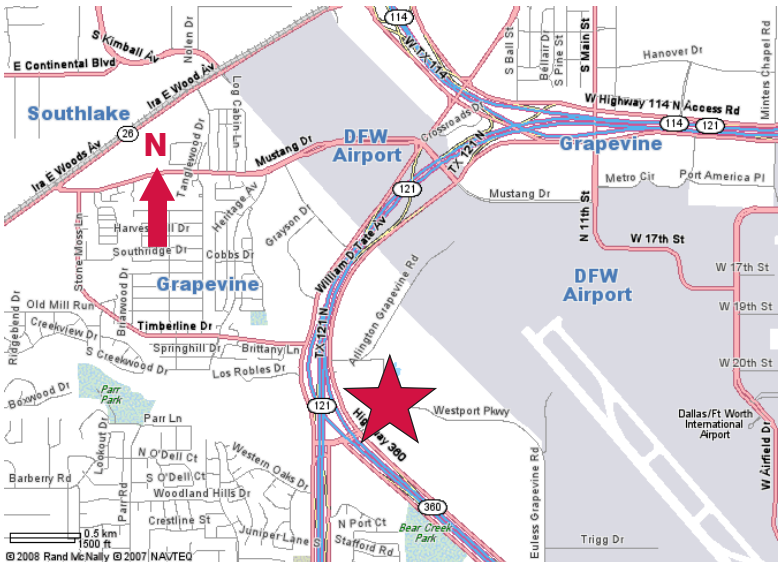 S Kimball Av
Nolen Dr
E Continental Blvd
Ira E Wood Av
Southlake
26
Ira E Woods Av
N
Log Cabin-Ln
Tanglewood Dr
Mustang Dr
114
W TX 114
S Ball St
Bellair Dr
S Pine St
S Main St
Hanover Dr
Minters Chapel Rd
W Highway 114 N Access Rd
Crossroads Dr
DFW
Airport
TX 121 N
114
121
Grapevine
121
Mustang Dr
Metro Cir
Port America Pl
N 11th St
W 17th St
W 17th St
Stone-Moss Ln
Harvest Hill Dr
Southridge Dr
Heritage Av
Cobbs Dr
Grayson Dr
William D Tate Av
Arlington Grapevine Rd
DFW
Airport
Grapevine
W 19th St
Old Mill Run
Briarwood Dr
Timberline Dr
TX 121 N
Ridgebend Dr
Creekview Dr
S Creekwood Dr
Springhill Dr
Brittany Ln
Los Robles Dr
W 20th St
Boxwood Dr
Parr
Park
Parr Ln
121
Highway 360
Westport Pkwy
Dallas/Ft Worth
International
Airport
Lookout Dr
N O'Dell Ct
S O'Dell Ct
Western Oaks Dr
Barberry Rd
Woodland Hills Dr
Parr Rd
Crestline St
Juniper Lane S
360
N Port Ct
Stafford Rd
Bear Creek
Park
Euless Grapevine Rd
Trigg Dr
W Airfield Dr
0.5 km
1500 ft
© 2008 Rand McNally © 2007 NAVTEQ